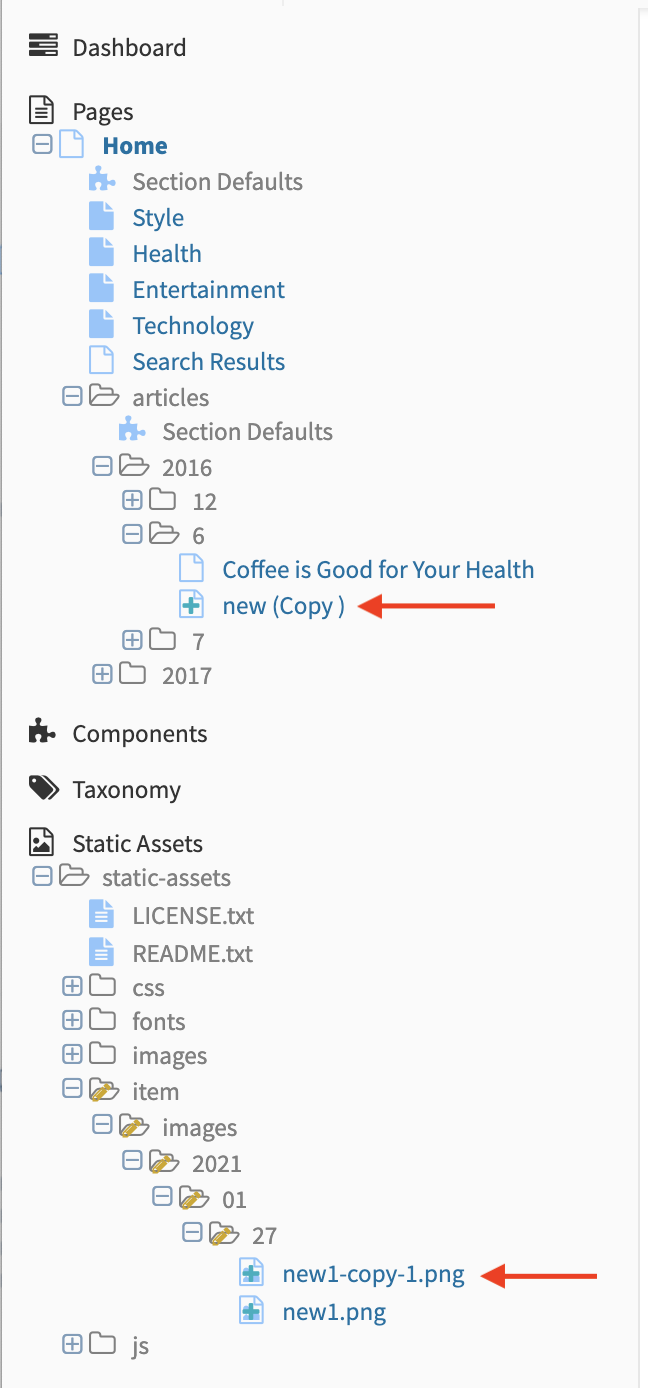 Dashboard
Pages
Home
Section Defaults
Style
Health
Entertainment
Technology
Search Results
articles
Section Defaults
2016
12
6
Coffee is Good for Your Health
new (Copy )
7
2017
Components
Taxonomy
Static Assets
static-assets
LICENSE.txt
README.txt
css
fonts
images
item
images
2021
01
27
new1-copy-1.png
new1.png
js